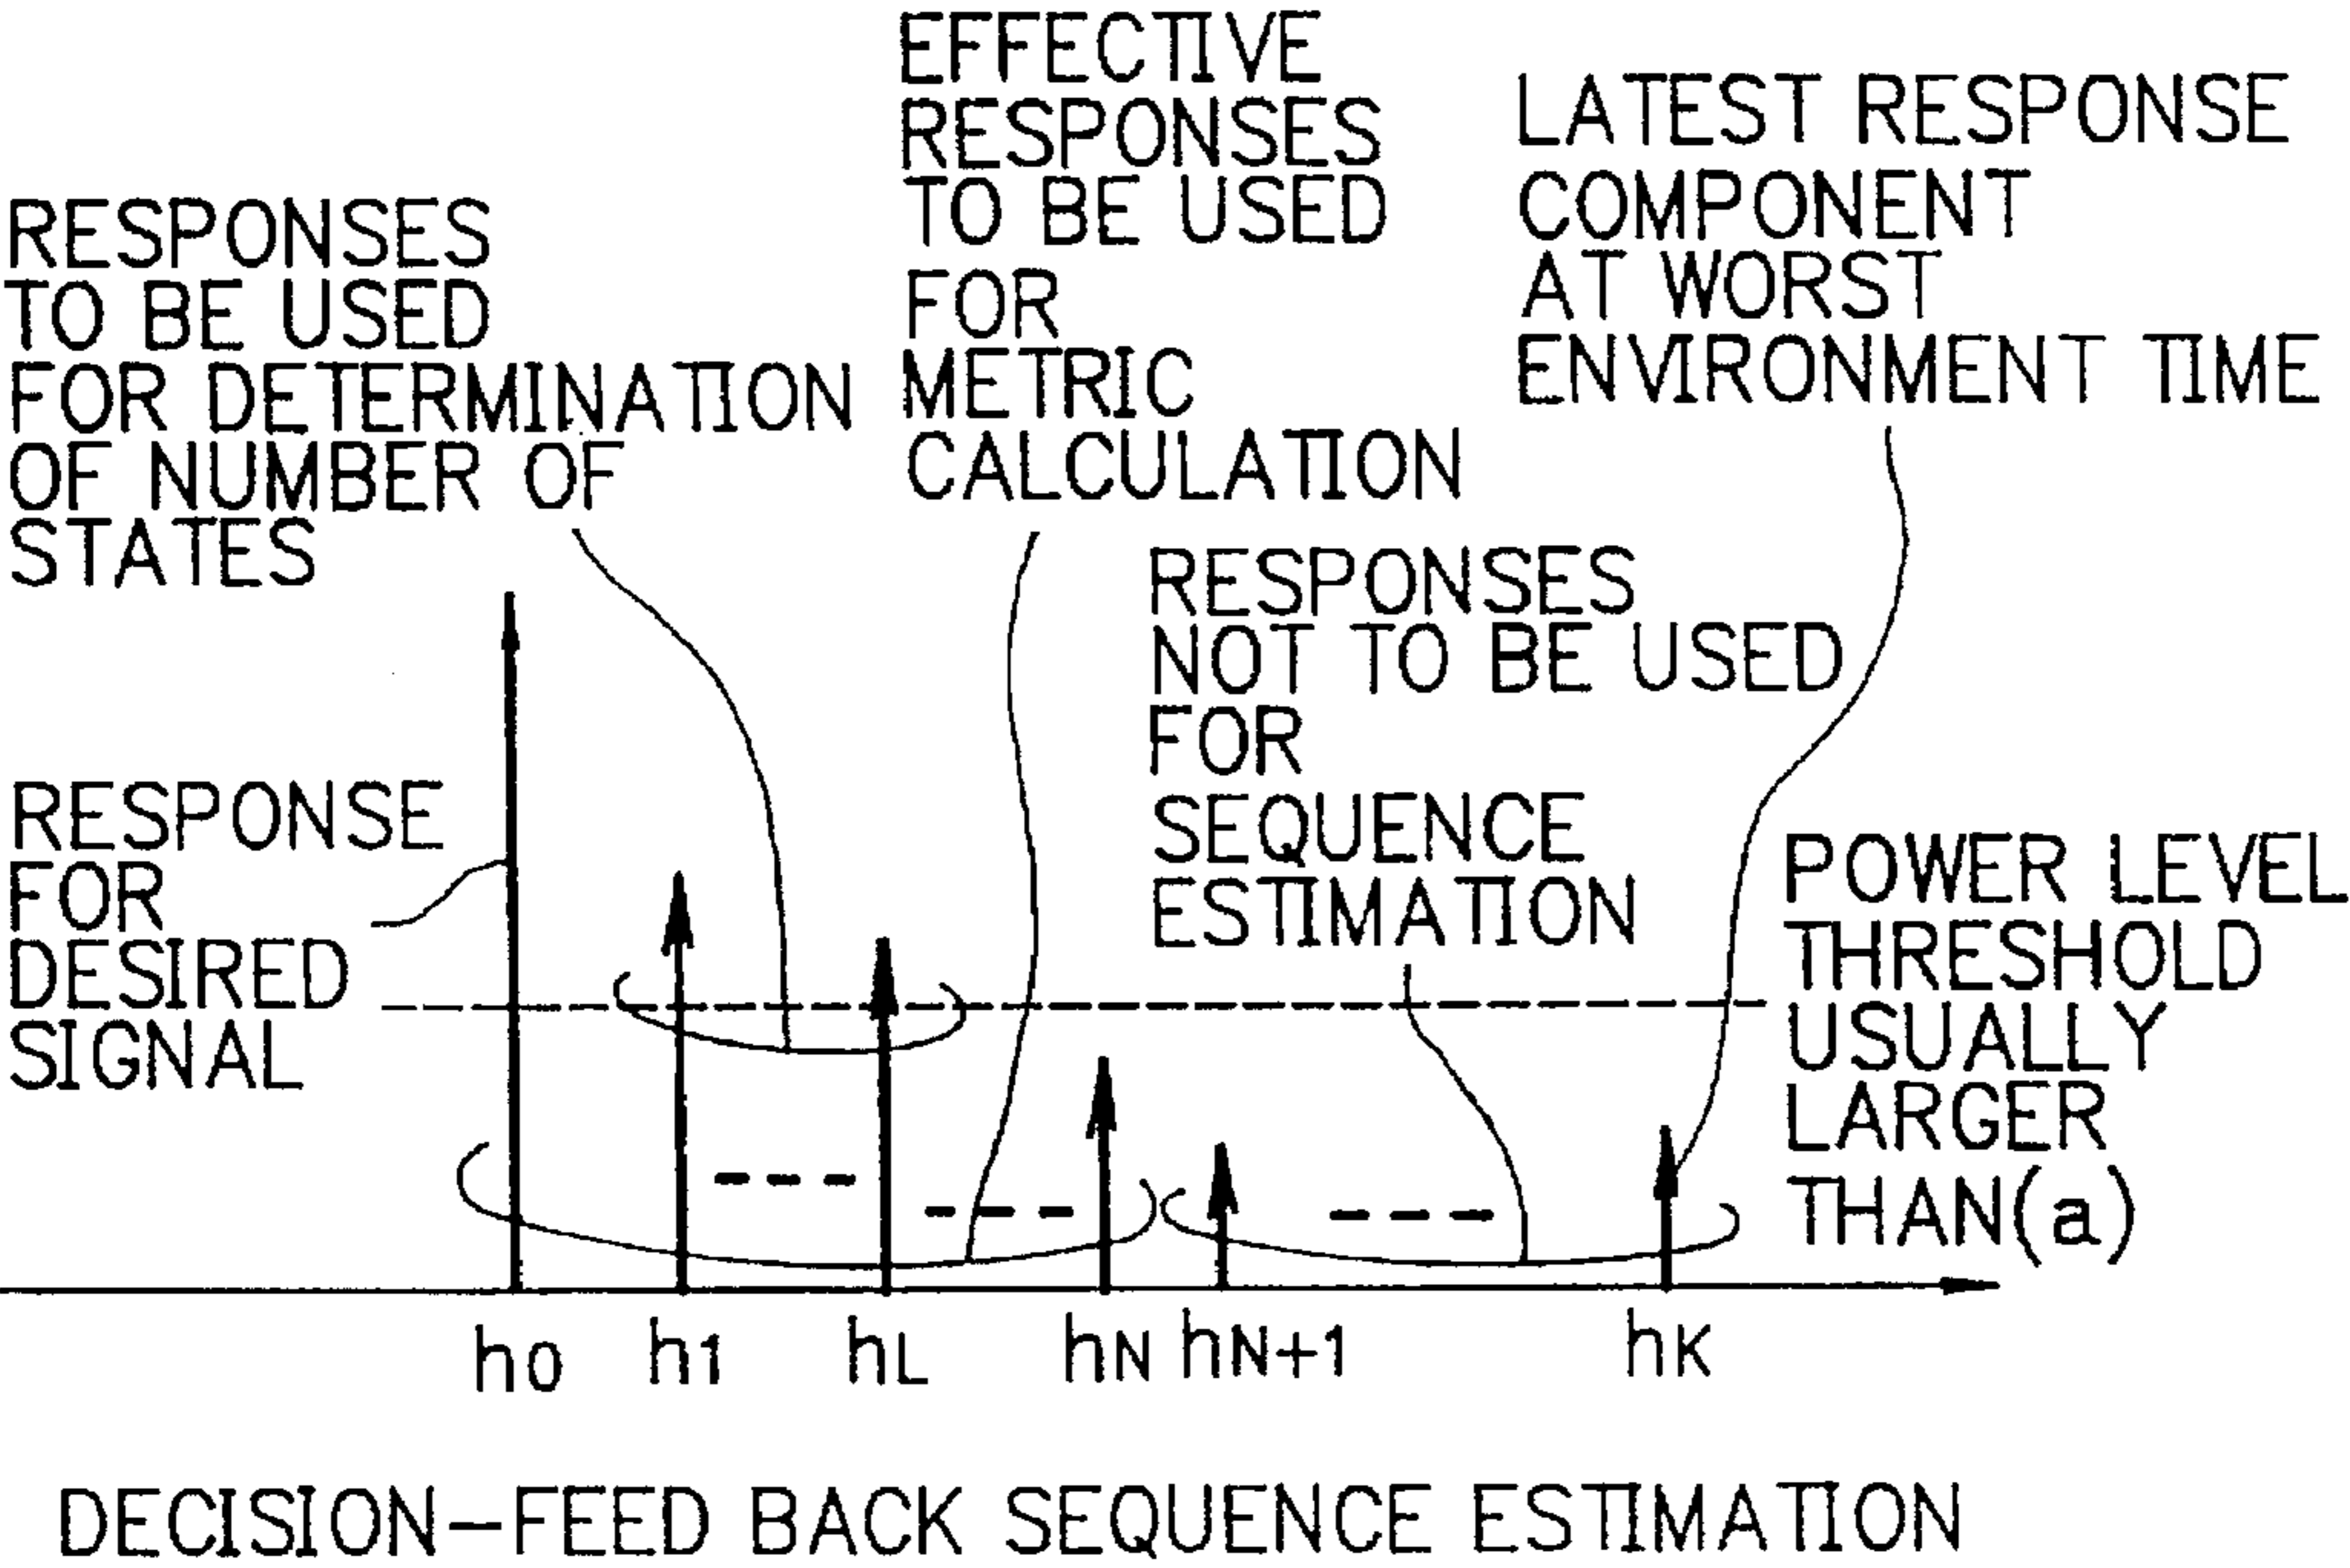 RESPONSES
TO BE USED
FOR DETERMINATION
OF NUMBER OF
STATES
EFFECTIVE
RESPONSES
TO BE USED
FOR
METRIC
CALCULATION
LATEST RESPONSE
COMPONENT
AT WORST
ENVIRONMENT TIME
RESPONSES
NOT TO BE USED
FOR
SEQUENCE
ESTIMATION
RESPONSE
FOR
DESIRED
SIGNAL
POWER LEVEL
THRESHOLD
USUALLY
LARGER
THAN(a)
h0 h1 hL hN hN+1 hK
DECISION-FEED BACK SEQUENCE ESTIMATION